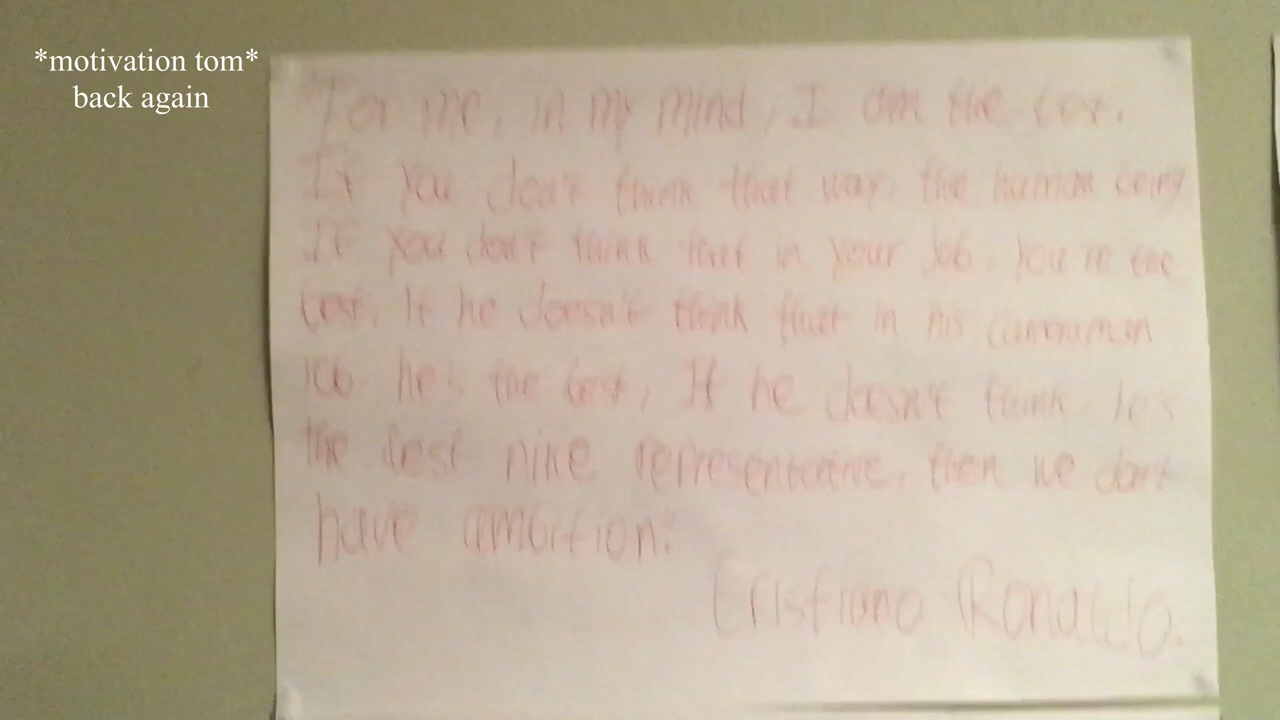 *motivation tom*
back again
"For me, in my mind, I am the best.
If you don't think that way, the human being
If you don't think that in your job, you're the
best. If he doesn't think that in his cameraman
job he's the best, If he doesn't think he's
the best nike representative, then we don't
have ambition."
Cristiano Ronaldo.